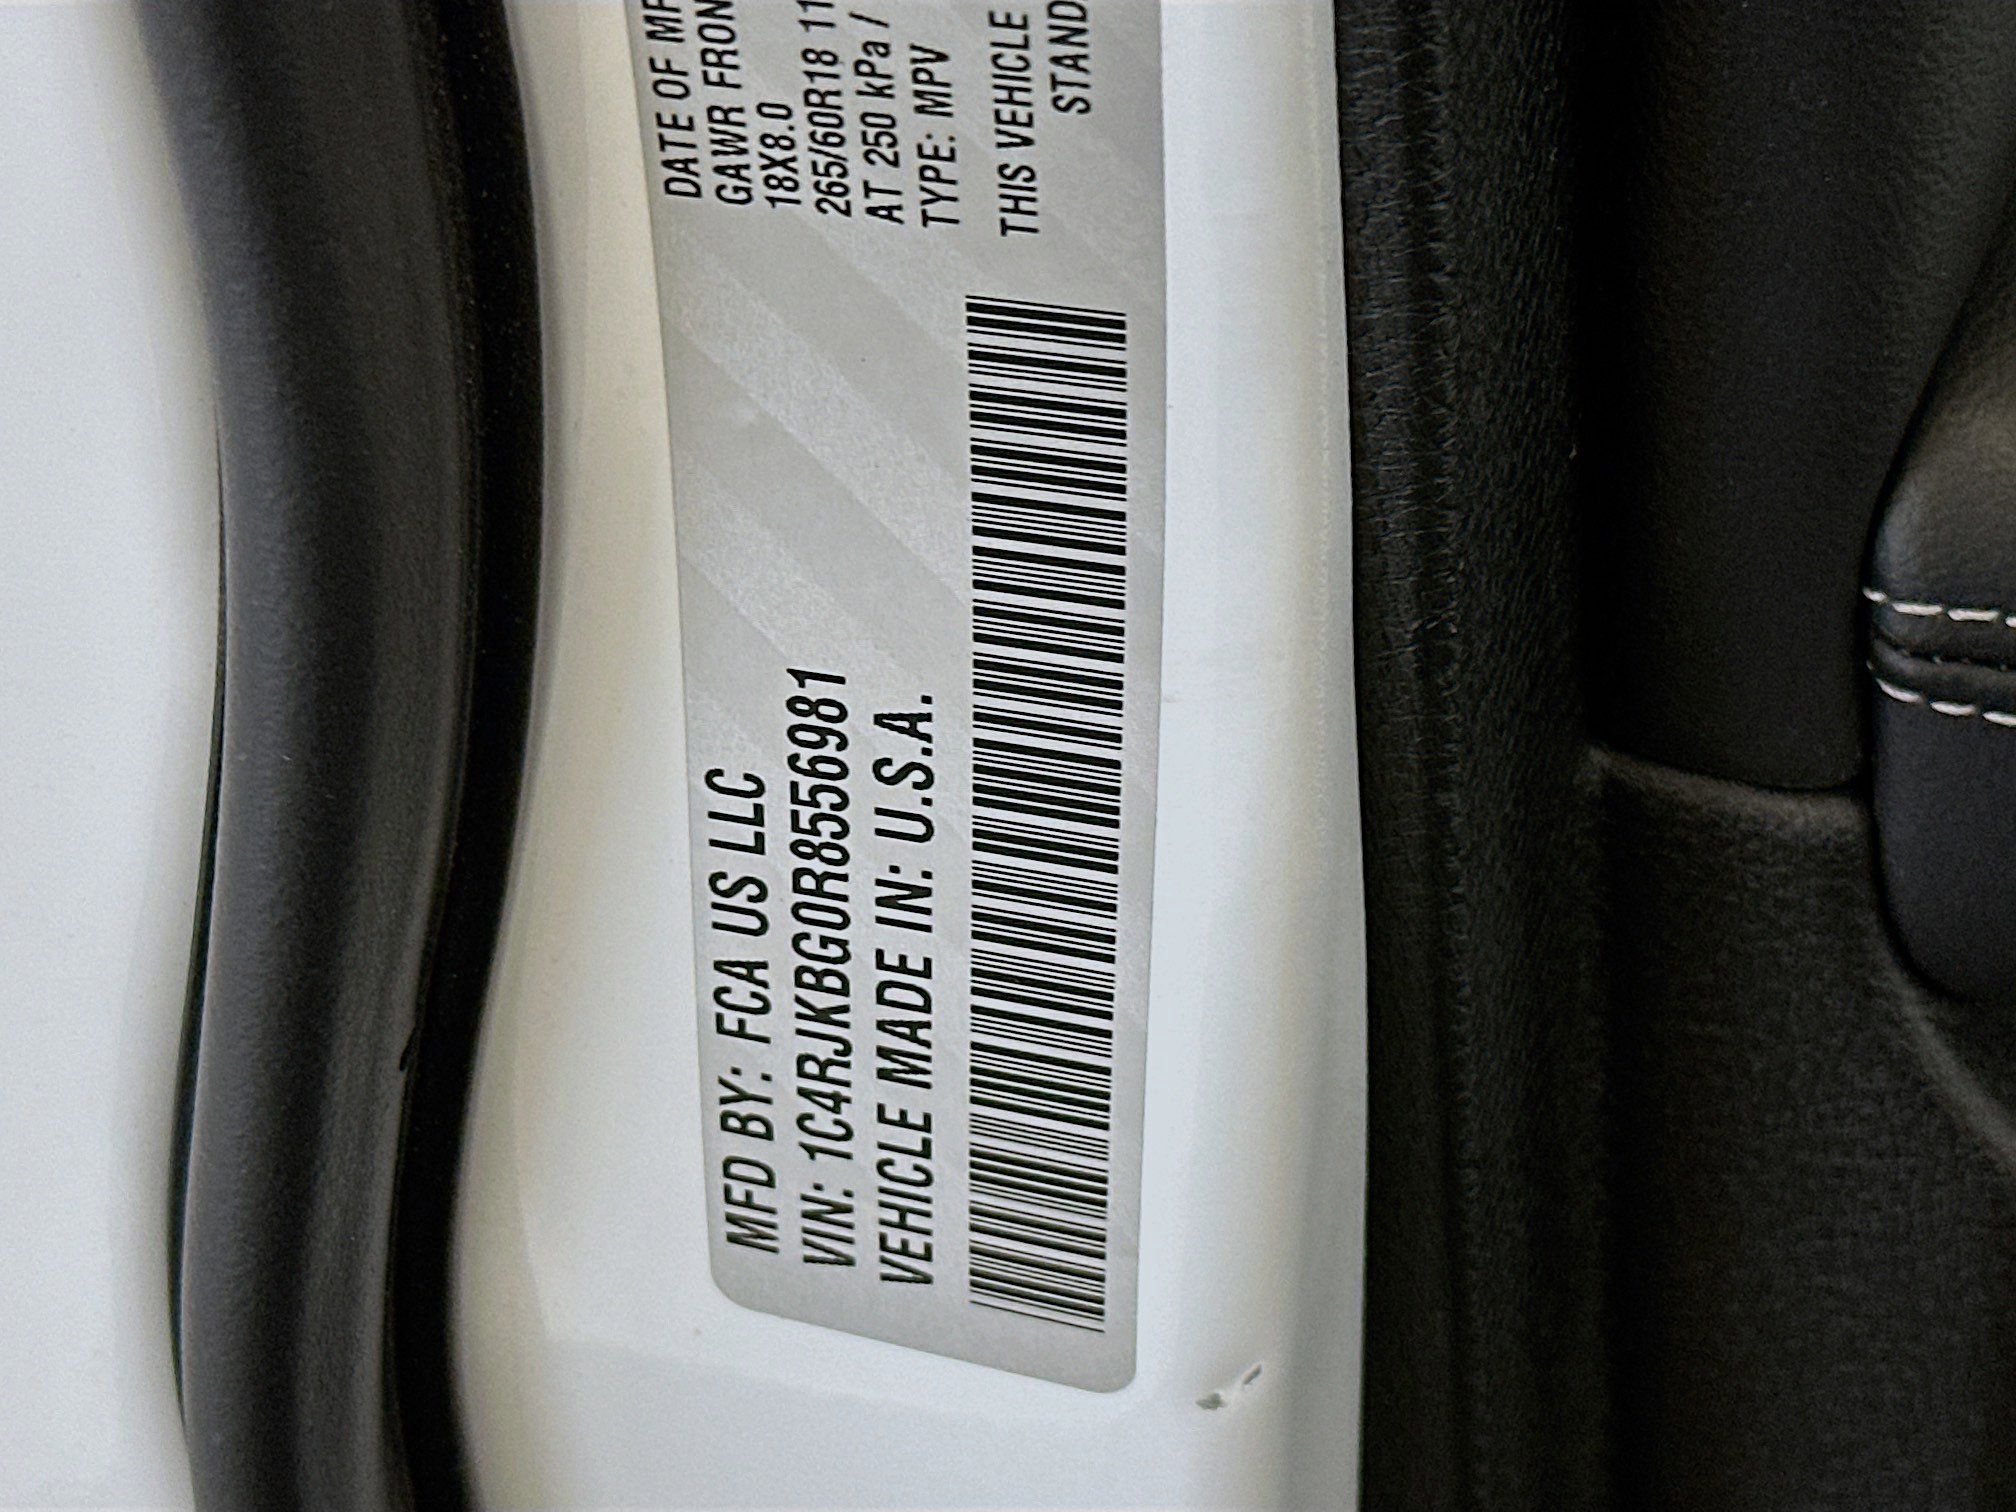 MFD BY: FCA US LLC
VIN: 1C4RJKBG0R8556981
VEHICLE MADE IN: U.S.A.
DATE OF MF
GAWR FRON
18X8.0
265/60R18 11
AT 250 kPa /
TYPE: MPV
THIS VEHICLE
STAND